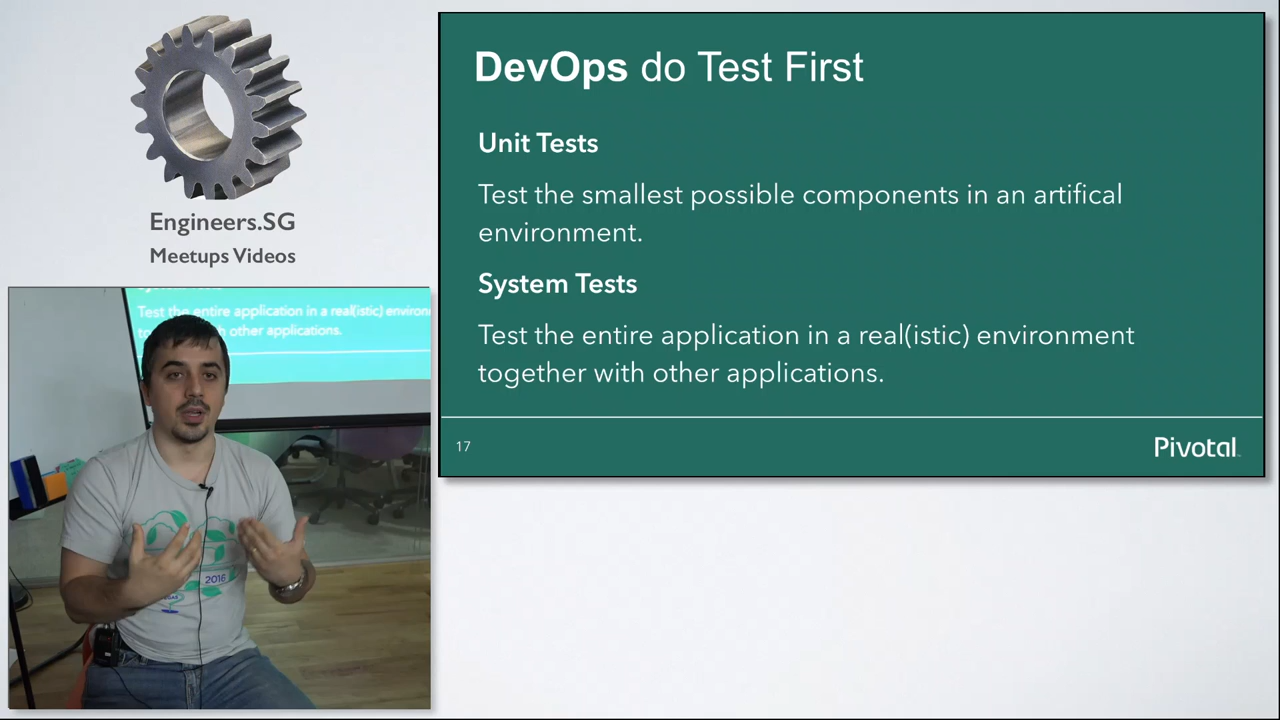 Engineers.SG
Meetups Videos
DevOps do Test First
Unit Tests
Test the smallest possible components in an artifical
environment.
System Tests
Test the entire application in a real(istic) environment
together with other applications.
17
Pivotal
Test the entire application in a real(istic) environ
h other applications.
2016